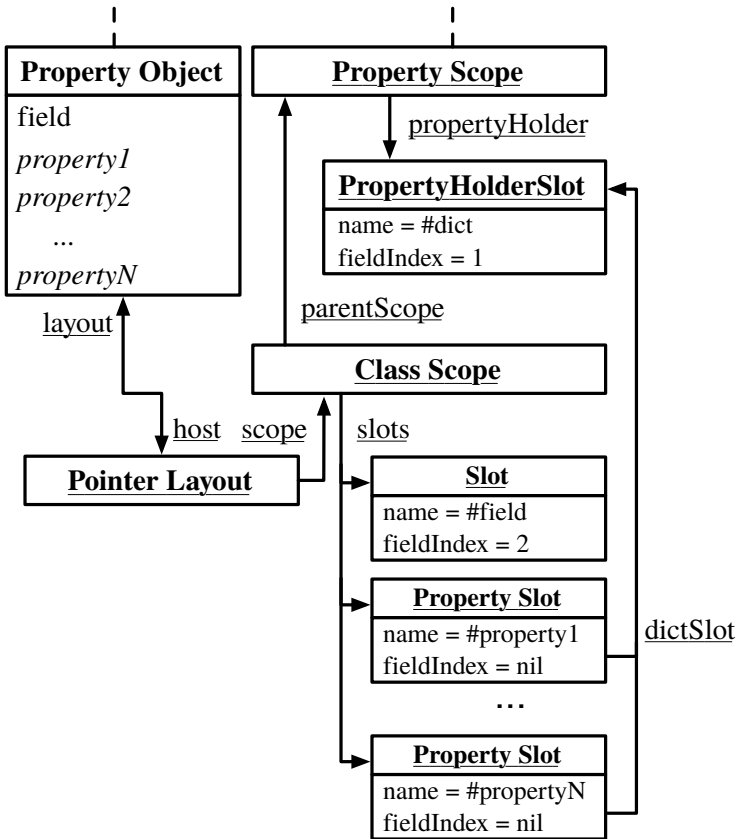 Property Object
field
property1
property2
...
propertyN
Property Scope
propertyHolder
PropertyHolderSlot
name = #dict
fieldIndex = 1
layout
parentScope
Class Scope
host
scope
slots
Pointer Layout
Slot
name = #field
fieldIndex = 2
Property Slot
name = #property1
fieldIndex = nil
dictSlot
...
Property Slot
name = #propertyN
fieldIndex = nil